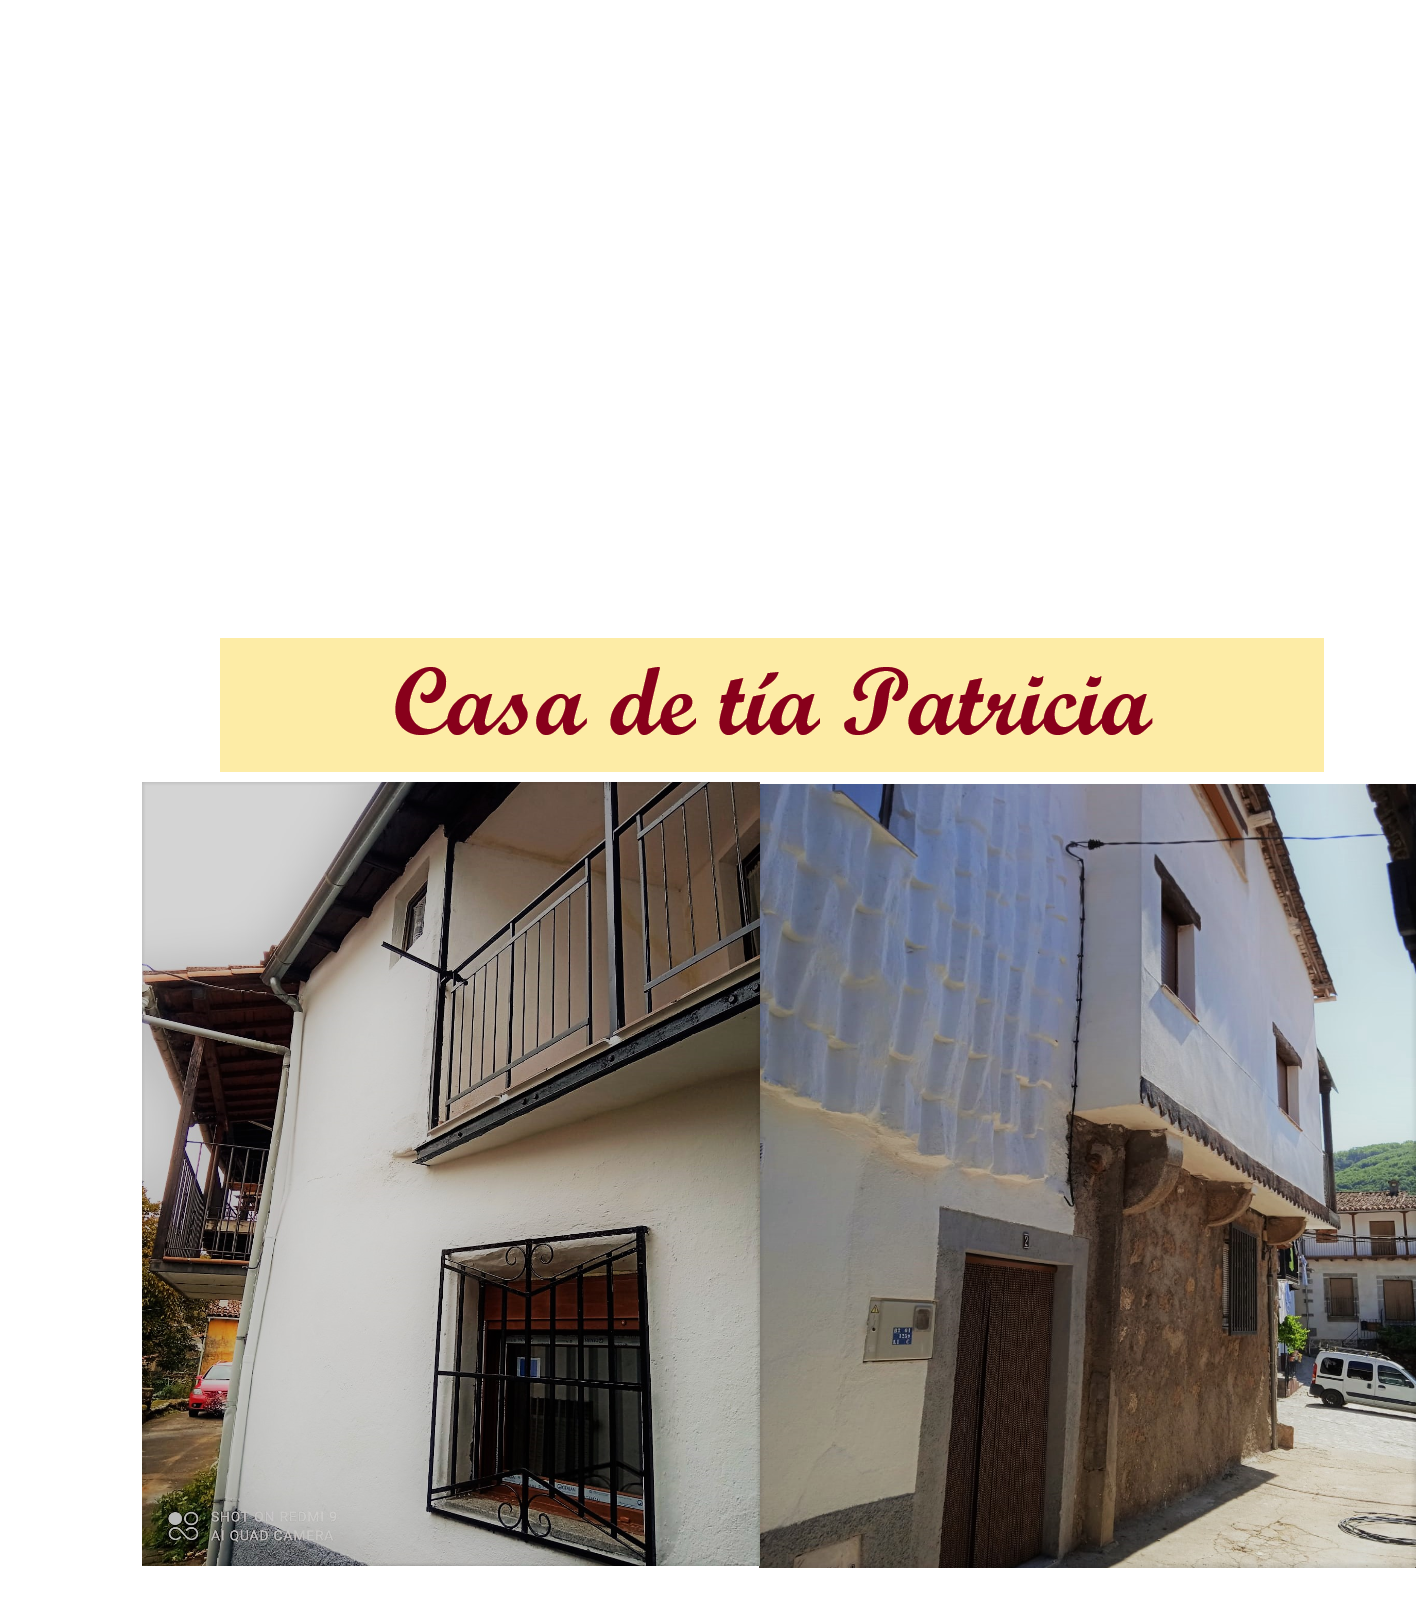 Casa de tía Patricia
2
SHOT ON REDMI 9
AI QUAD CAMERA